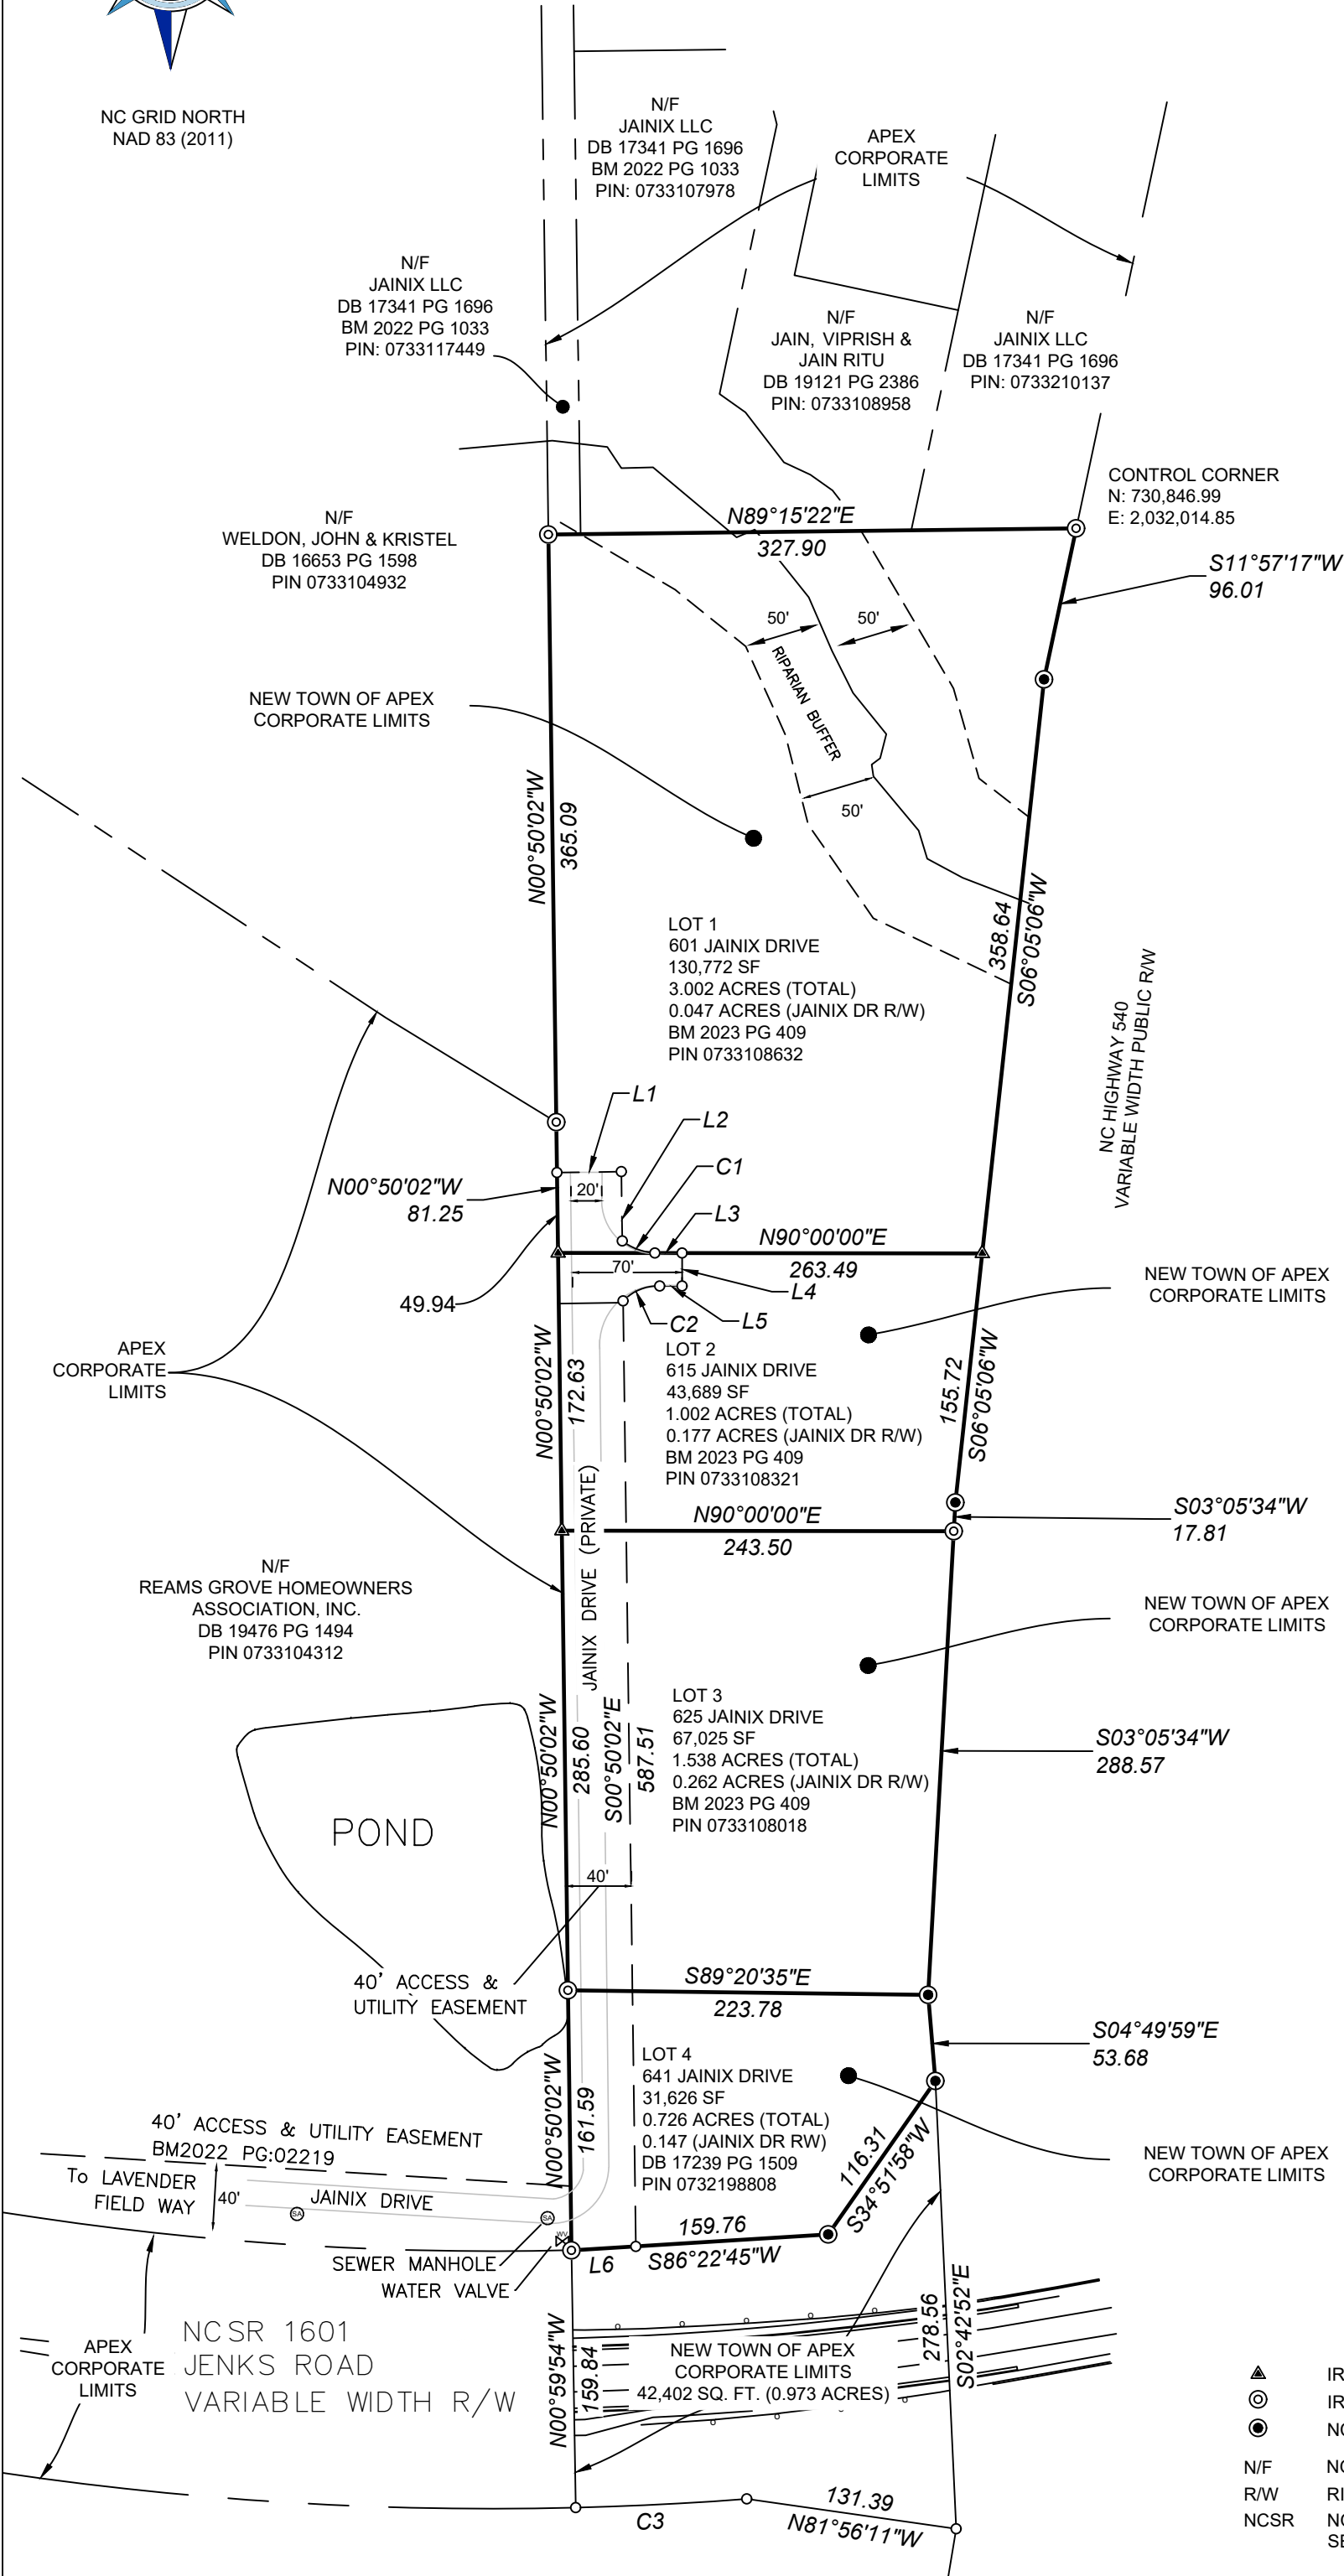 NC GRID NORTH
NAD 83 (2011)
N/F
JAINIX LLC
DB 17341 PG 1696
BM 2022 PG 1033
PIN: 0733107978
APEX
CORPORATE
LIMITS
N/F
JAINIX LLC
DB 17341 PG 1696
BM 2022 PG 1033
PIN: 0733117449
N/F
JAIN, VIPRISH &
JAIN RITU
DB 19121 PG 2386
PIN: 0733108958
N/F
JAINIX LLC
DB 17341 PG 1696
PIN: 0733210137
CONTROL CORNER
N: 730,846.99
E: 2,032,014.85
N/F
WELDON, JOHN & KRISTEL
DB 16653 PG 1598
PIN 0733104932
N89°15'22"E
327.90
S11°57'17"W
96.01
50'
50'
RIPARIAN BUFFER
50'
NEW TOWN OF APEX
CORPORATE LIMITS
N00°50'02"W
365.09
358.64
S06°05'06"W
LOT 1
601 JAINIX DRIVE
130,772 SF
3.002 ACRES (TOTAL)
0.047 ACRES (JAINIX DR R/W)
BM 2023 PG 409
PIN 0733108632
NC HIGHWAY 540
VARIABLE WIDTH PUBLIC R/W
L1
L2
C1
L3
N00°50'02"W
81.25
20'
N90°00'00"E
263.49
70'
L4
49.94
L5
C2
NEW TOWN OF APEX
CORPORATE LIMITS
APEX
CORPORATE
LIMITS
N00°50'02"W
172.63
LOT 2
615 JAINIX DRIVE
43,689 SF
1.002 ACRES (TOTAL)
0.177 ACRES (JAINIX DR R/W)
BM 2023 PG 409
PIN 0733108321
155.72
S06°05'06"W
N90°00'00"E
243.50
S03°05'34"W
17.81
JAINIX DRIVE (PRIVATE)
N/F
REAMS GROVE HOMEOWNERS
ASSOCIATION, INC.
DB 19476 PG 1494
PIN 0733104312
NEW TOWN OF APEX
CORPORATE LIMITS
N00°50'02"W
285.60
S00°50'02"E
587.51
LOT 3
625 JAINIX DRIVE
67,025 SF
1.538 ACRES (TOTAL)
0.262 ACRES (JAINIX DR R/W)
BM 2023 PG 409
PIN 0733108018
S03°05'34"W
288.57
POND
40'
40' ACCESS &
UTILITY EASEMENT
S89°20'35"E
223.78
S04°49'59"E
53.68
N00°50'02"W
161.59
LOT 4
641 JAINIX DRIVE
31,626 SF
0.726 ACRES (TOTAL)
0.147 (JAINIX DR RW)
DB 17239 PG 1509
PIN 0732198808
116.31
S34°51'58"W
NEW TOWN OF APEX
CORPORATE LIMITS
40' ACCESS & UTILITY EASEMENT
BM2022 PG:02219
To LAVENDER
FIELD WAY
40'
JAINIX DRIVE
SA
SA
WV
SEWER MANHOLE
WATER VALVE
L6
159.76
S86°22'45"W
NCSR 1601
JENKS ROAD
VARIABLE WIDTH R/W
APEX
CORPORATE
LIMITS
N00°59'54"W
159.84
NEW TOWN OF APEX
CORPORATE LIMITS
42,402 SQ. FT. (0.973 ACRES)
278.56
S02°42'52"E
C3
131.39
N81°56'11"W
IR
IR
N/F
R/W
RI
NCSR